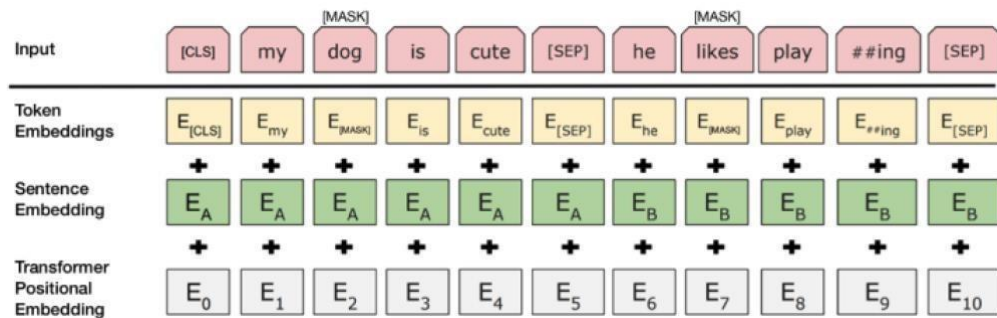 [MASK] [MASK]
Input [CLS] my dog is cute [SEP] he likes play ##ing [SEP]
Token
Embeddings
E[CLS] Emy E[MASK] Eis Ecute E[SEP] Ehe E[MASK] Eplay E##ing E[SEP]
+ + + + + + + + + + +
Sentence
Embedding
EA EA EA EA EA EA EB EB EB EB EB
+ + + + + + + + + + +
Transformer
Positional
Embedding
E0 E1 E2 E3 E4 E5 E6 E7 E8 E9 E10